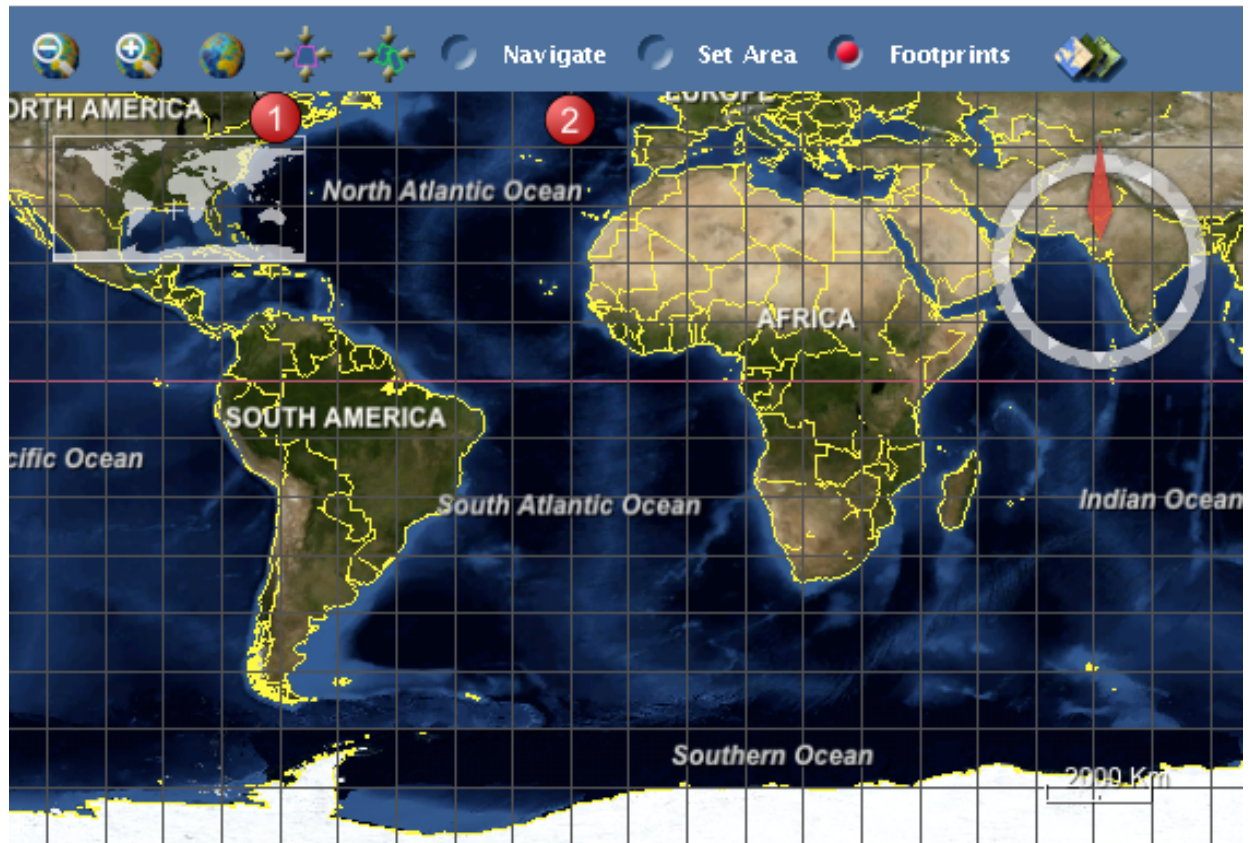 Navigate Set Area Footprints
ORTH AMERICA
1
2
EUROPE
North Atlantic Ocean
AFRICA
SOUTH AMERICA
cific Ocean
South Atlantic Ocean
Indian Ocean
Southern Ocean
2000 Km